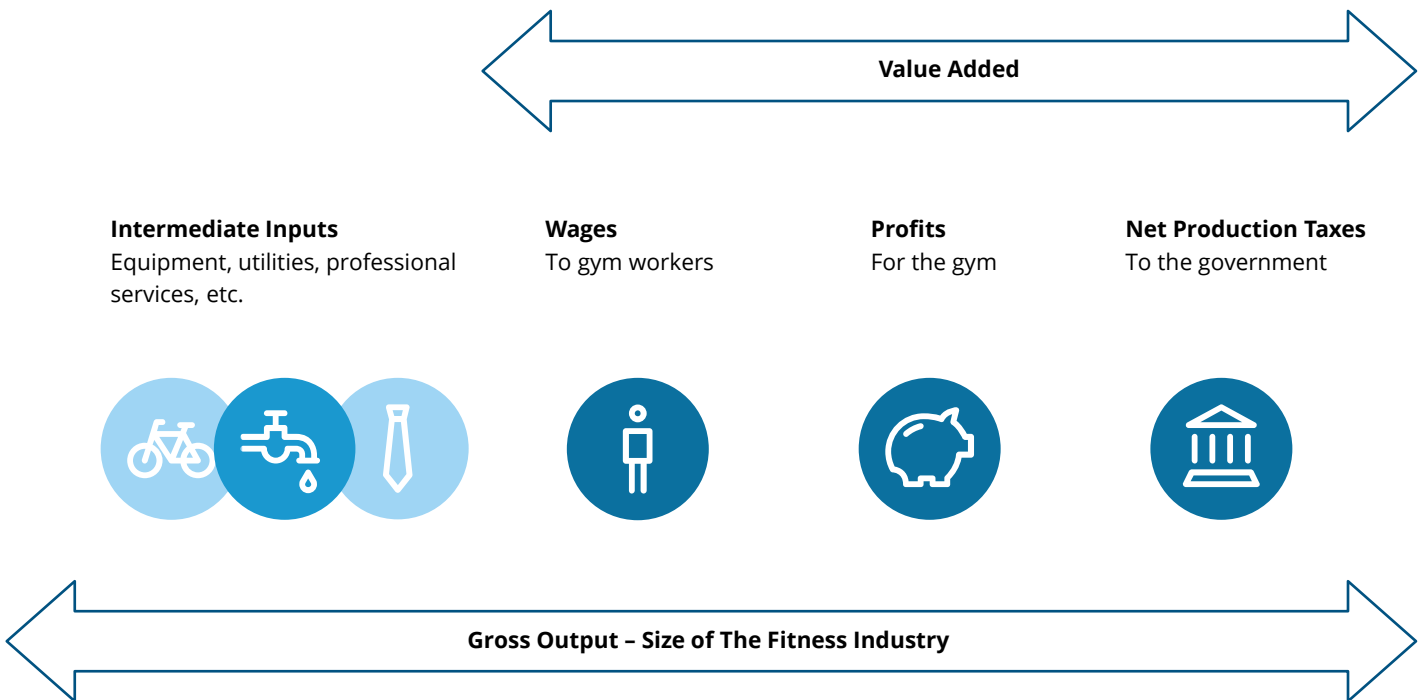 Value Added
Intermediate Inputs
Equipment, utilities, professional
services, etc.
Wages
To gym workers
Profits
For the gym
Net Production Taxes
To the government
Gross Output – Size of The Fitness Industry